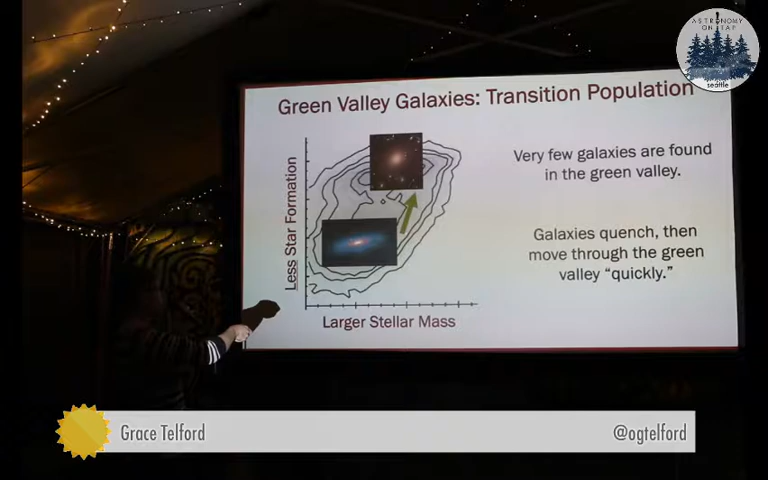 ASTRONOMY
ON TAP
seattle
Green Valley Galaxies: Transition Population
Very few galaxies are found
in the green valley.
Less Star Formation
Galaxies quench, then
move through the green
valley “quickly.”
Larger Stellar Mass
Grace Telford
@ogtelford